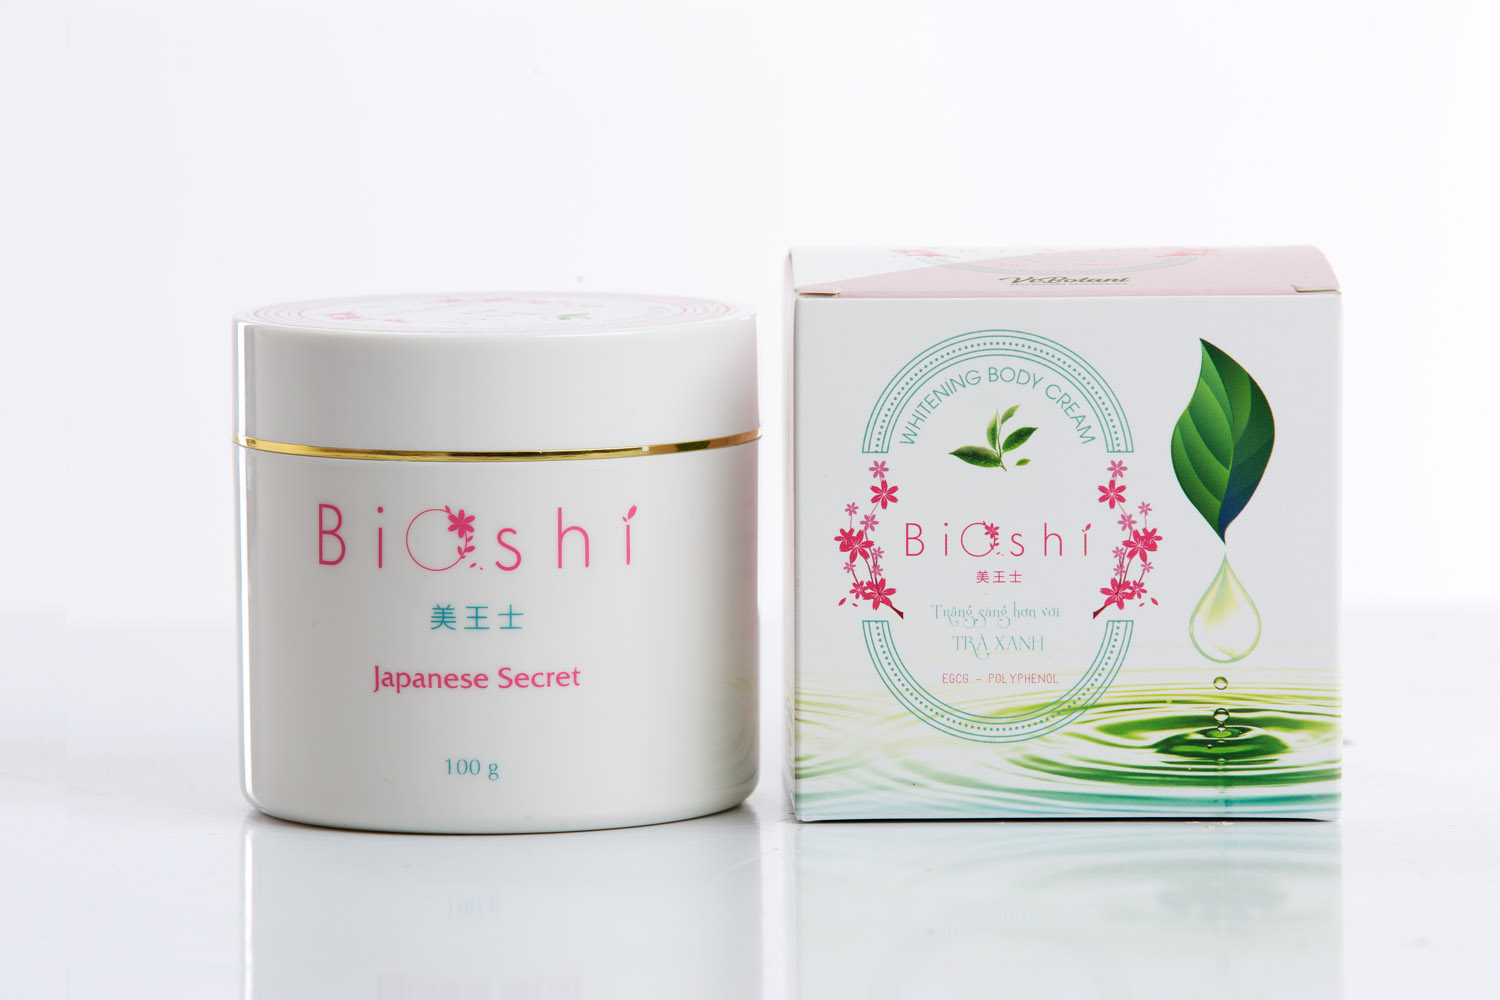 Bioshi
美王士
Japanese Secret
100 g
VeBotani
WHITENING BODY CREAM
Bioshi
美王士
Trắng sáng hơn với
TRÀ XANH
EGCG - POLYPHENOL